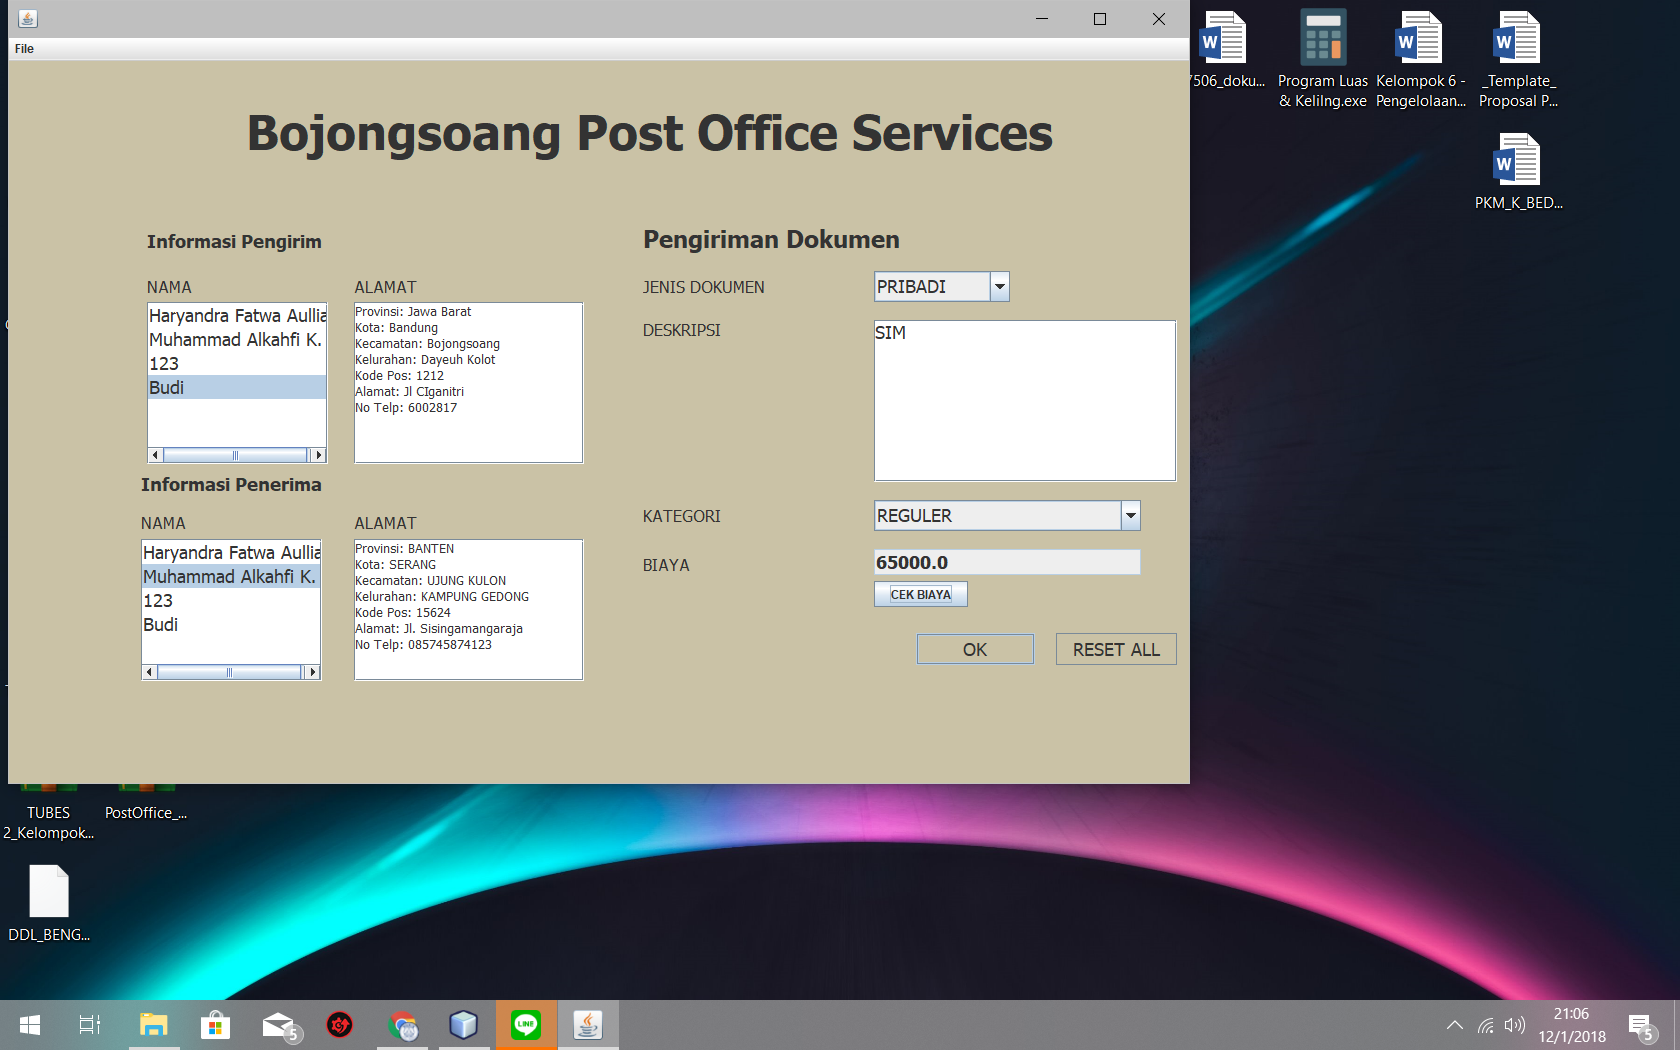 File
Bojongsoang Post Office Services
Informasi Pengirim
NAMA
Haryandra Fatwa Aullia
Muhammad Alkahfi K.
123
Budi
ALAMAT
Provinsi: Jawa Barat
Kota: Bandung
Kecamatan: Bojongsoang
Kelurahan: Dayeuh Kolot
Kode Pos: 1212
Alamat: Jl CIganitri
No Telp: 6002817
Informasi Penerima
NAMA
Haryandra Fatwa Aullia
Muhammad Alkahfi K.
123
Budi
ALAMAT
Provinsi: BANTEN
Kota: SERANG
Kecamatan: UJUNG KULON
Kelurahan: KAMPUNG GEDONG
Kode Pos: 15624
Alamat: Jl. Sisingamangaraja
No Telp: 085745874123
Pengiriman Dokumen
JENIS DOKUMEN
PRIBADI
DESKRIPSI
SIM
KATEGORI
REGULER
BIAYA
65000.0
CEK BIAYA
OK
RESET ALL
7506_doku...
Program Luas
& Kelilng.exe
Kelompok 6 -
Pengelolaan...
_Template_
Proposal P...
PKM_K_BED...
TUBES
2_Kelompok...
PostOffice_...
DDL_BENG...
5
LINE
21:06
12/1/2018
5